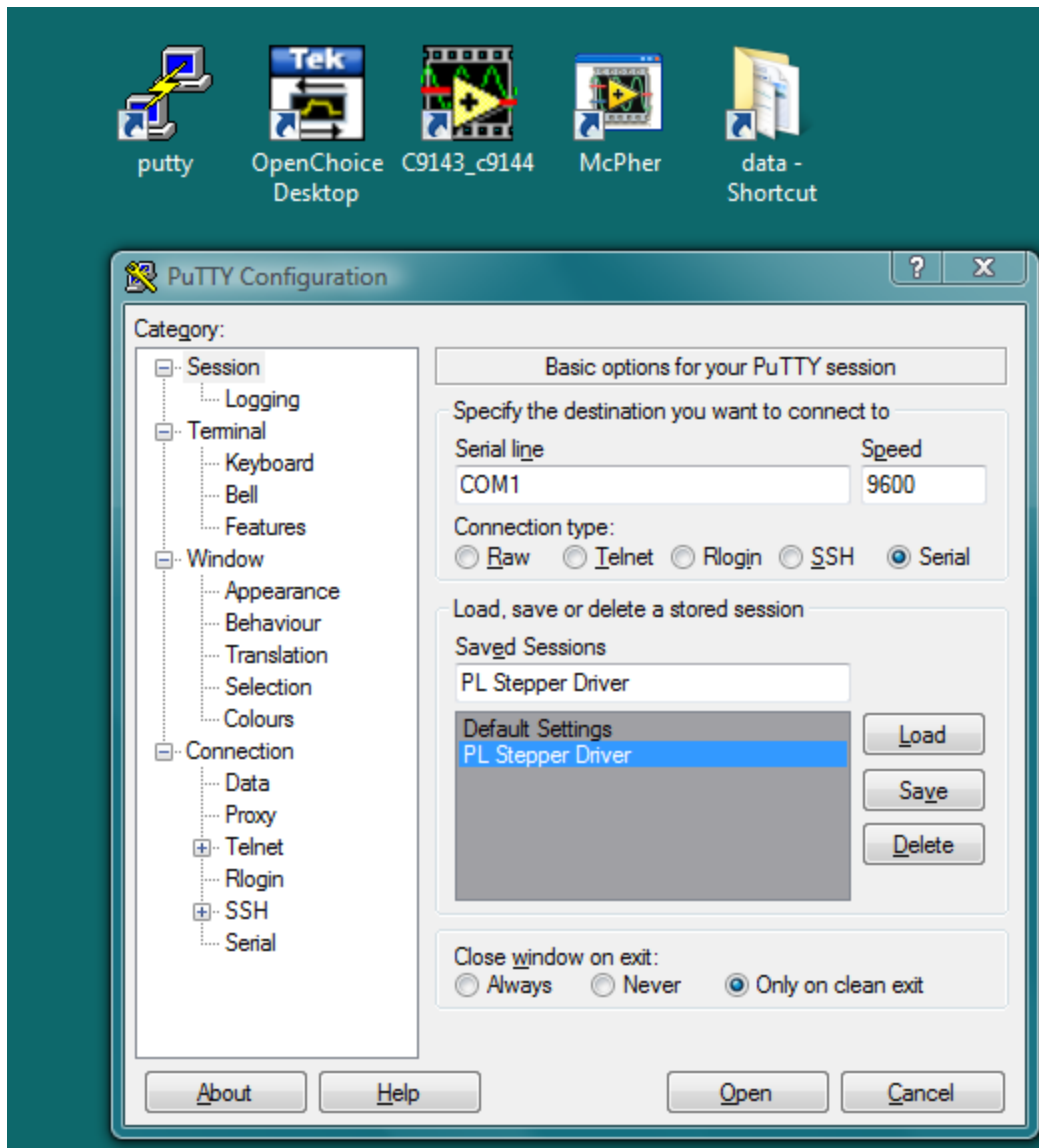 Tek
putty
OpenChoice
Desktop
C9143_c9144
McPher
data -
Shortcut
PuTTY Configuration
?
X
Category:
Session
Logging
Terminal
Keyboard
Bell
Features
Window
Appearance
Behaviour
Translation
Selection
Colours
Connection
Data
Proxy
Telnet
Rlogin
SSH
Serial
Basic options for your PuTTY session
Specify the destination you want to connect to
Serial line
Speed
COM1
9600
Connection type:
Raw
Telnet
Rlogin
SSH
Serial
Load, save or delete a stored session
Saved Sessions
PL Stepper Driver
Default Settings
PL Stepper Driver
Load
Save
Delete
Close window on exit:
Always
Never
Only on clean exit
About
Help
Open
Cancel